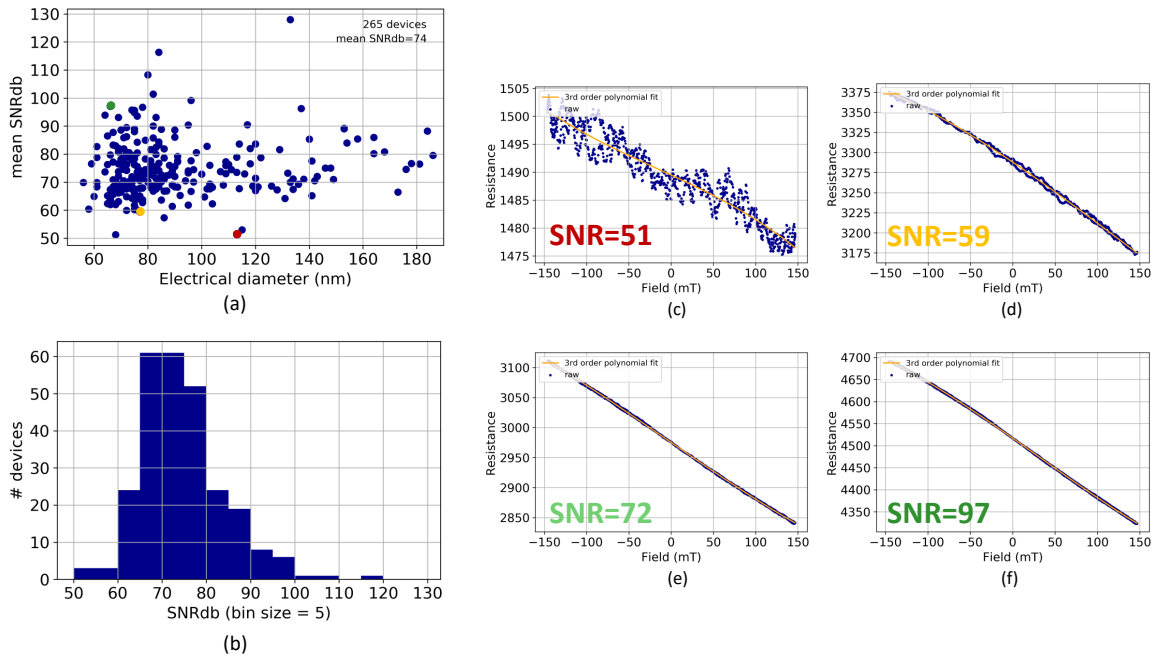 130
120
110
100
90
80
70
60
50
mean SNRdb
265 devices
mean SNRdb=74
60 80 100 120 140 160 180
Electrical diameter (nm)
(a)
60
50
40
30
20
10
0
# devices
50 60 70 80 90 100 110 120 130
SNRdb (bin size = 5)
(b)
1505
1500
1495
1490
1485
1480
1475
Resistance
3rd order polynomial fit
raw
SNR=51
−150 −100 −50 0 50 100 150
Field (mT)
(c)
3375
3350
3325
3300
3275
3250
3225
3200
3175
Resistance
3rd order polynomial fit
raw
SNR=59
−150 −100 −50 0 50 100 150
Field (mT)
(d)
3100
3050
3000
2950
2900
2850
Resistance
3rd order polynomial fit
raw
SNR=72
−150 −100 −50 0 50 100 150
Field (mT)
(e)
4700
4650
4600
4550
4500
4450
4400
4350
Resistance
3rd order polynomial fit
raw
SNR=97
−150 −100 −50 0 50 100 150
Field (mT)
(f)